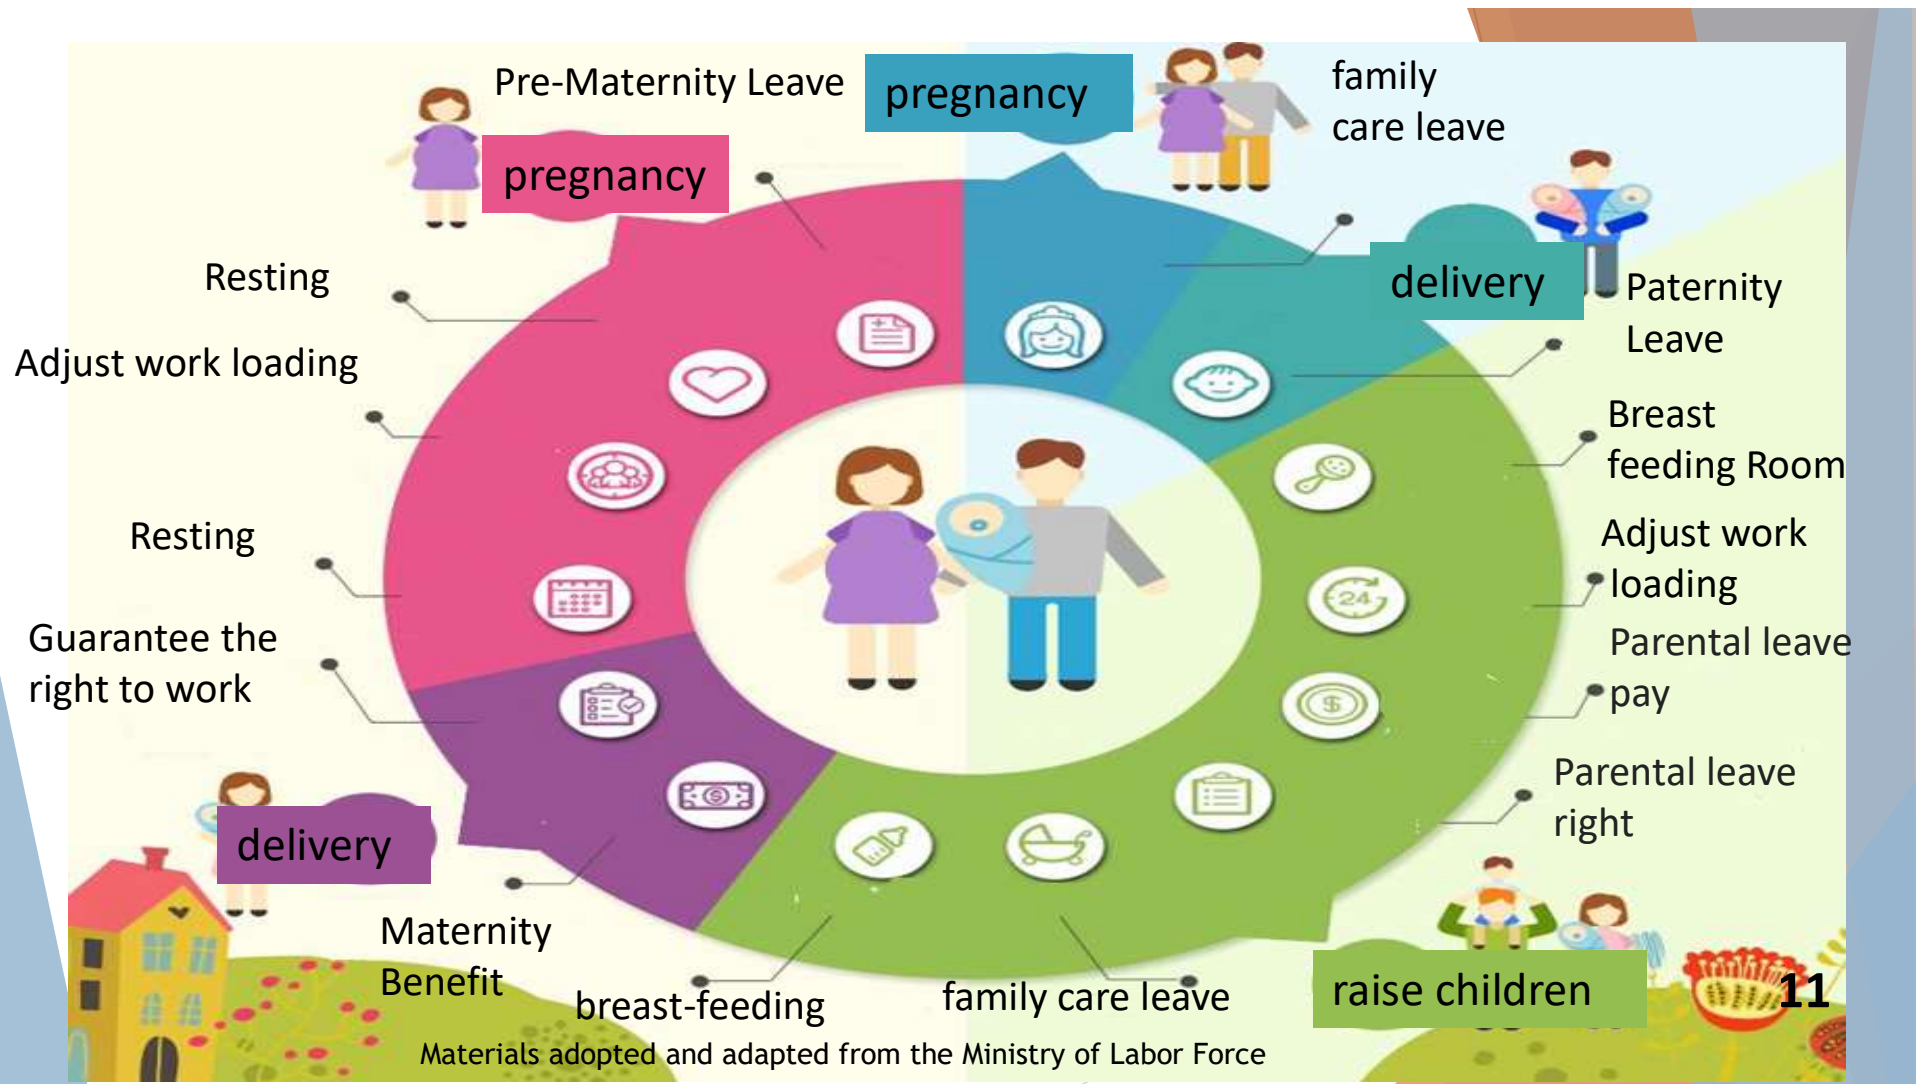 Pre-Maternity Leave
pregnancy
family
care leave
pregnancy
Resting
delivery
Paternity
Leave
Adjust work loading
Breast
feeding Room
Resting
Adjust work
loading
Guarantee the
right to work
Parental leave
pay
24
$
Parental leave
right
$
delivery
Maternity
Benefit
breast-feeding
family care leave
raise children
11
Materials adopted and adapted from the Ministry of Labor Force